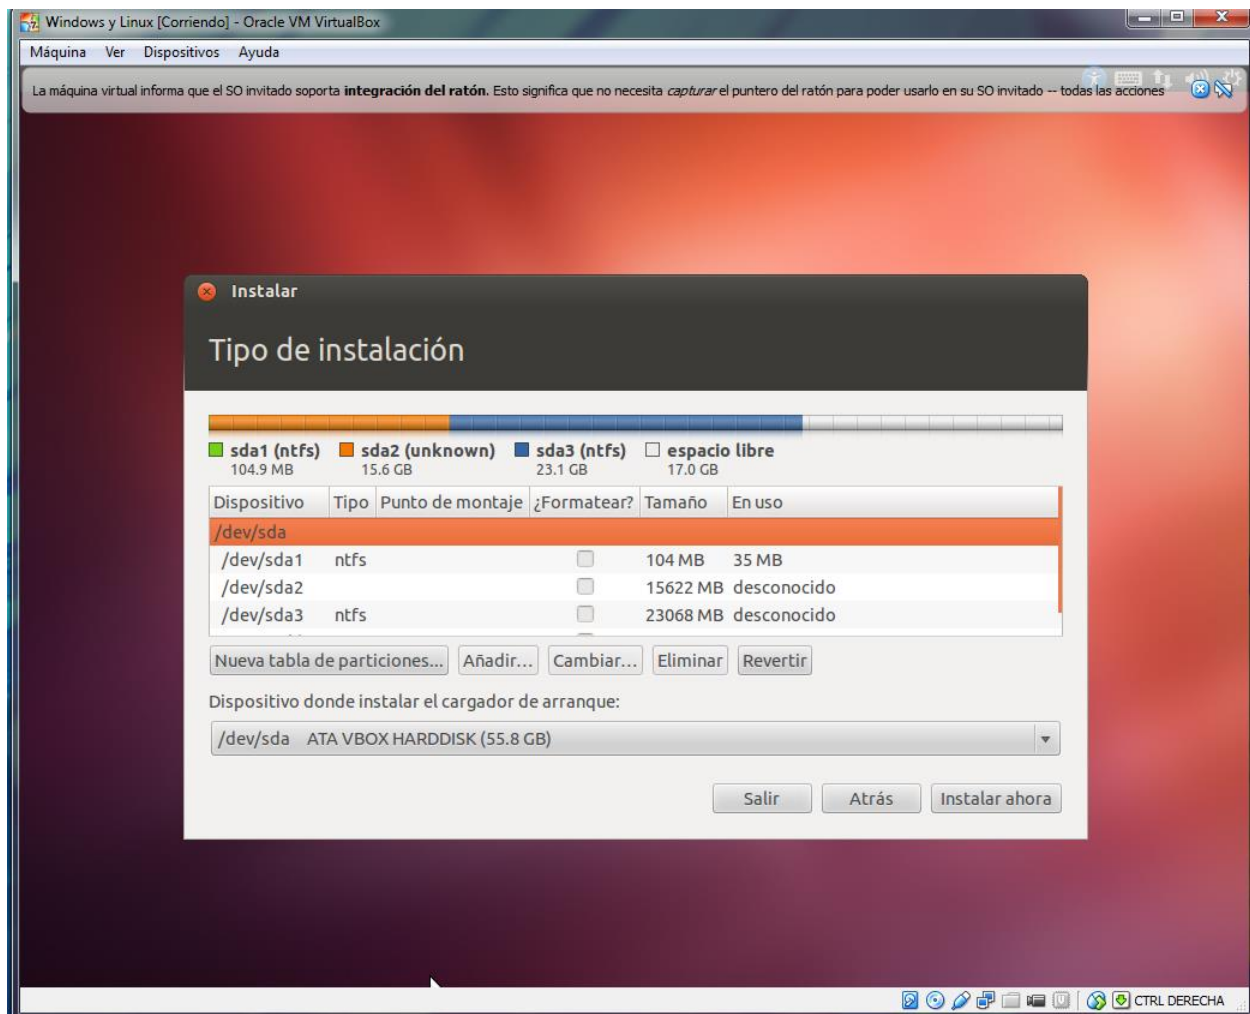 Windows y Linux [Corriendo] - Oracle VM VirtualBox
Máquina Ver Dispositivos Ayuda
La máquina virtual informa que el SO invitado soporta integración del ratón. Esto significa que no necesita capturar el puntero del ratón para poder usarlo en su SO invitado -- todas las acciones
Instalar
Tipo de instalación
sda1 (ntfs) sda2 (unknown) sda3 (ntfs) espacio libre
104.9 MB 15.6 GB 23.1 GB 17.0 GB
Dispositivo Tipo Punto de montaje ¿Formatear? Tamaño En uso
/dev/sda
/dev/sda1 ntfs 104 MB 35 MB
/dev/sda2 15622 MB desconocido
/dev/sda3 ntfs 23068 MB desconocido
Nueva tabla de particiones... Añadir... Cambiar... Eliminar Revertir
Dispositivo donde instalar el cargador de arranque:
/dev/sda ATA VBOX HARDDISK (55.8 GB)
Salir Atrás Instalar ahora
CTRL DERECHA